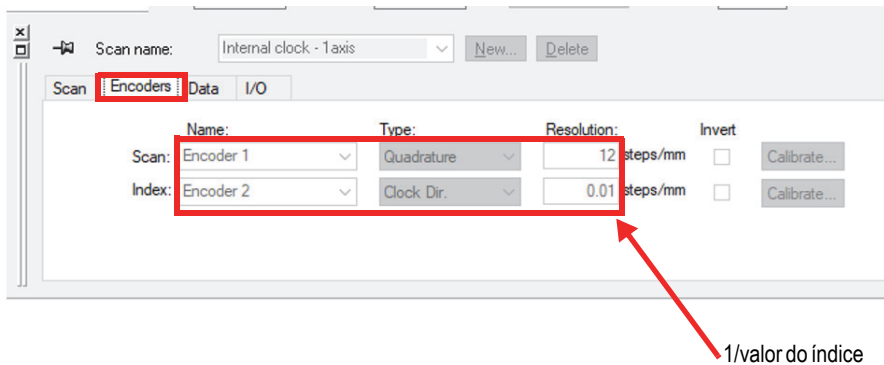 Scan name: Internal clock - 1axis New... Delete
Scan Encoders Data I/O
Name: Type: Resolution: Invert
Scan: Encoder 1 Quadrature 12 steps/mm Calibrate...
Index: Encoder 2 Clock Dir. 0.01 steps/mm Calibrate...
1/valor do índice